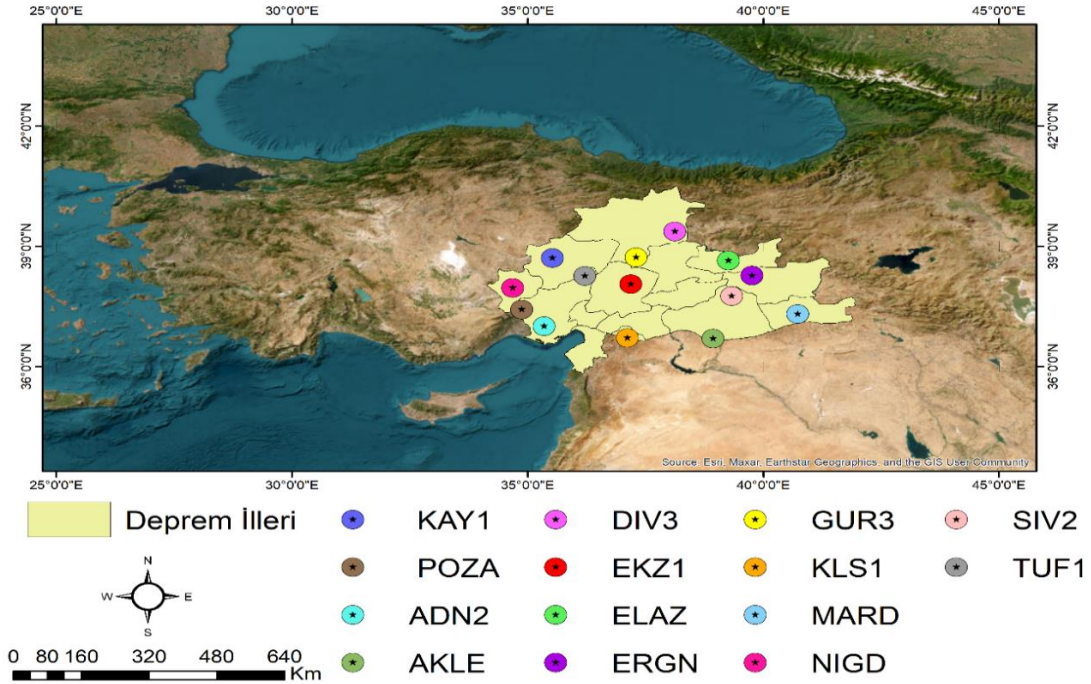 25°0'0"E 30°0'0"E 35°0'0"E 40°0'0"E 45°0'0"E
42°0'0"N 42°0'0"N
39°0'0"N 39°0'0"N
36°0'0"N 36°0'0"N
Source: Esri, Maxar, Earthstar Geographics, and the GIS User Community
25°0'0"E 30°0'0"E 35°0'0"E 40°0'0"E 45°0'0"E
Deprem İlleri KAY1 DIV3 GUR3 SIV2
POZA EKZ1 KLS1 TUF1
ADN2 ELAZ MARD
AKLE ERGN NIGD
N
W E
S
0 80 160 320 480 640
Km